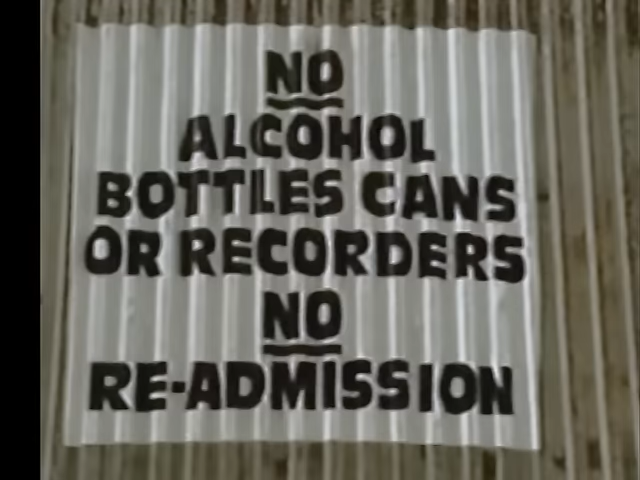 NO
ALCOHOL
BOTTLES CANS
OR RECORDERS
NO
RE-ADMISSION